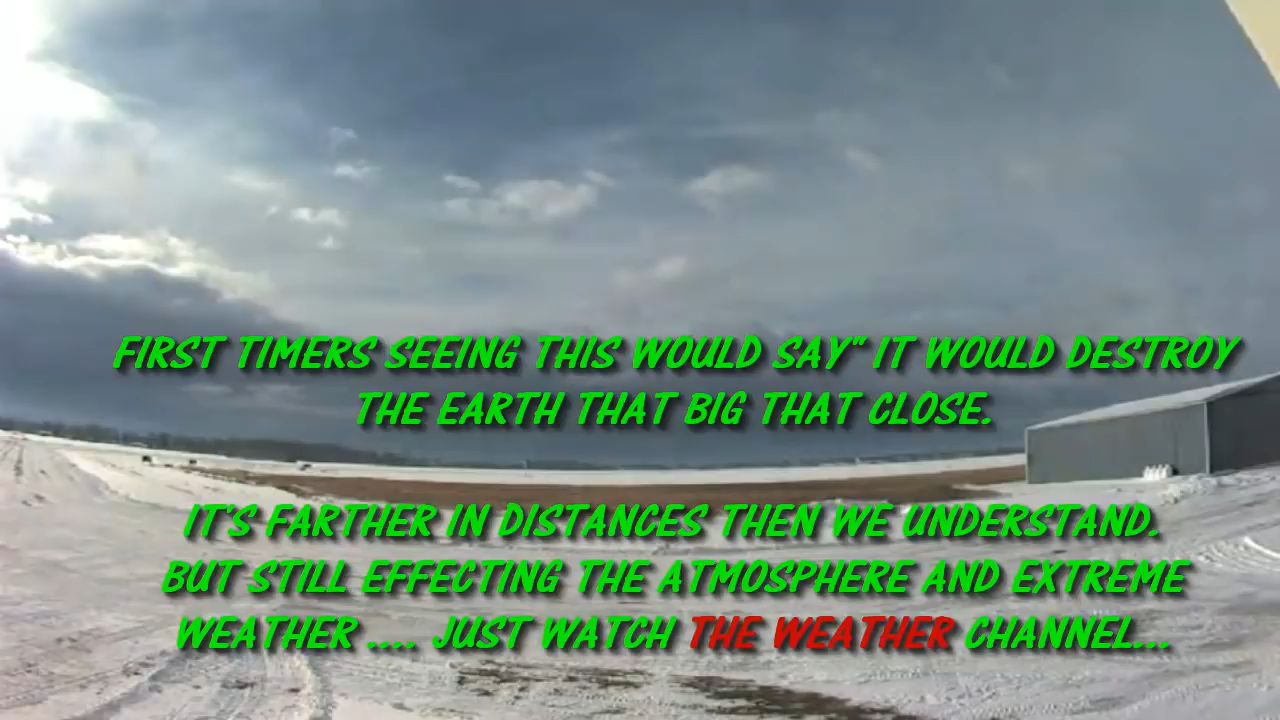 FIRST TIMERS SEEING THIS WOULD SAY" IT WOULD DESTROY
THE EARTH THAT BIG THAT CLOSE.
IT'S FARTHER IN DISTANCES THEN WE UNDERSTAND.
BUT STILL EFFECTING THE ATMOSPHERE AND EXTREME
WEATHER .... JUST WATCH THE WEATHER CHANNEL...